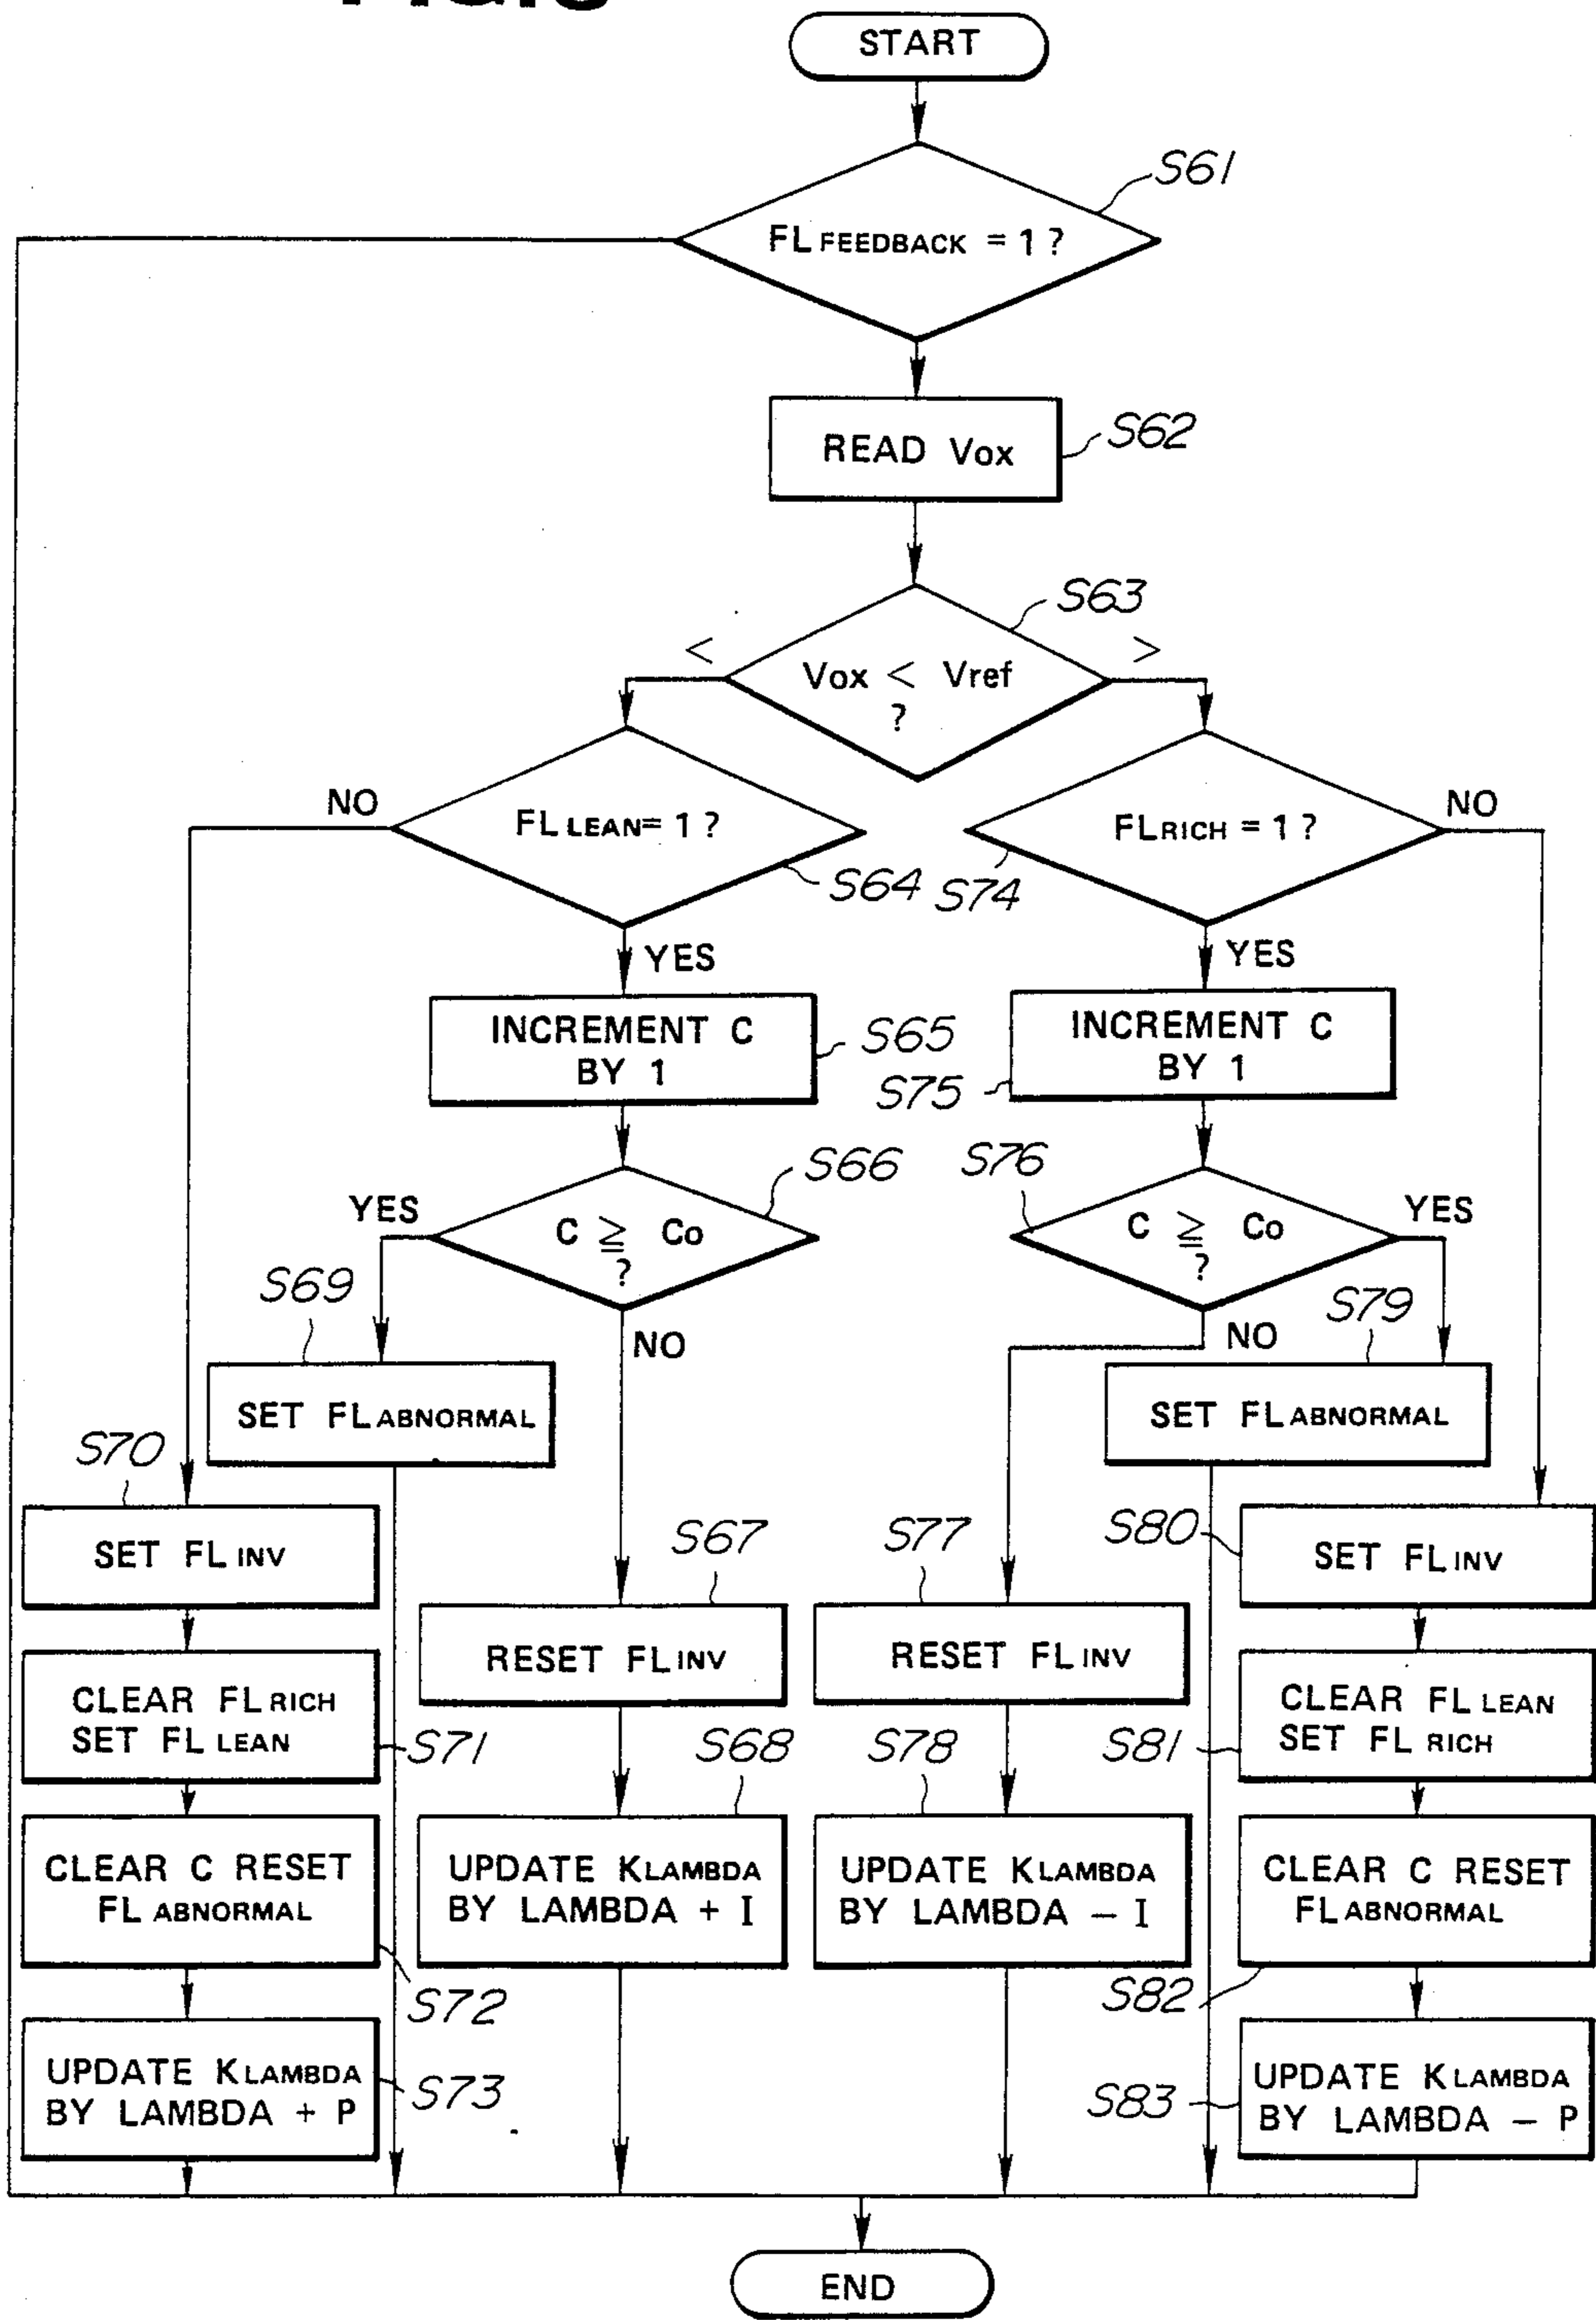 START
S61
FL FEEDBACK = 1 ?
READ Vox
S62
S63
<
>
Vox < Vref
?
NO
FL LEAN = 1 ?
S64
S74
FL RICH = 1 ?
NO
YES
YES
INCREMENT C
BY 1
S65
S75
INCREMENT C
BY 1
S66
S76
YES
C ≧ Co
?
C ≧ Co
?
YES
S69
NO
NO
S79
SET FL ABNORMAL
SET FL ABNORMAL
S70
SET FL INV
S67
S77
S80
SET FL INV
RESET FL INV
RESET FL INV
CLEAR FL RICH
SET FL LEAN
S71
S68
S78
S81
CLEAR FL LEAN
SET FL RICH
CLEAR C RESET
FL ABNORMAL
S72
UPDATE K LAMBDA
BY LAMBDA + I
UPDATE K LAMBDA
BY LAMBDA − I
CLEAR C RESET
FL ABNORMAL
S82
UPDATE K LAMBDA
BY LAMBDA + P
S73
S83
UPDATE K LAMBDA
BY LAMBDA − P
END